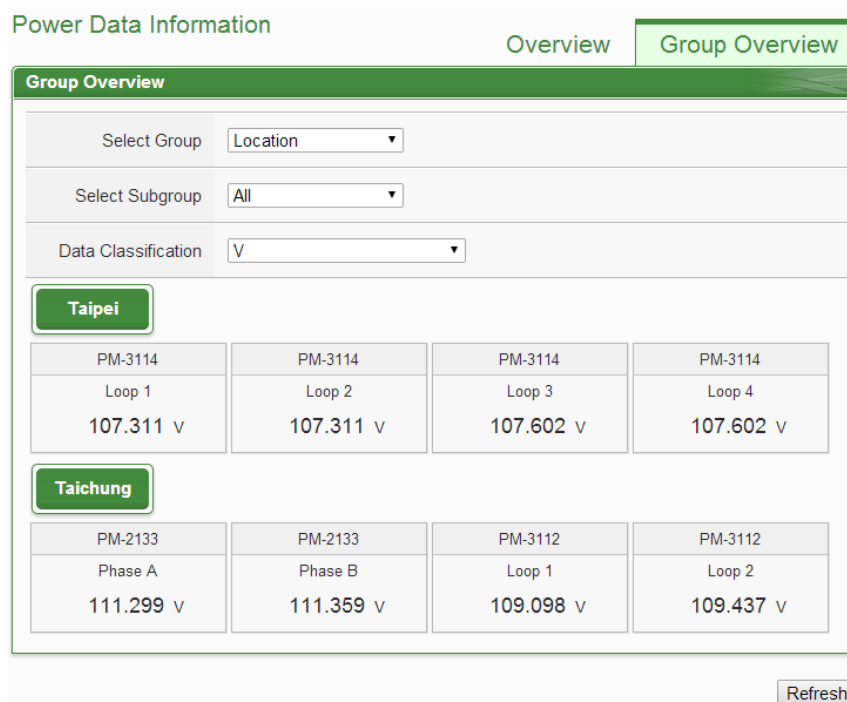 Power Data Information
Overview Group Overview
Group Overview
Select Group Location
Select Subgroup All
Data Classification V
Taipei
PM-3114 PM-3114 PM-3114 PM-3114
Loop 1 Loop 2 Loop 3 Loop 4
107.311 V 107.311 V 107.602 V 107.602 V
Taichung
PM-2133 PM-2133 PM-3112 PM-3112
Phase A Phase B Loop 1 Loop 2
111.299 V 111.359 V 109.098 V 109.437 V
Refresh